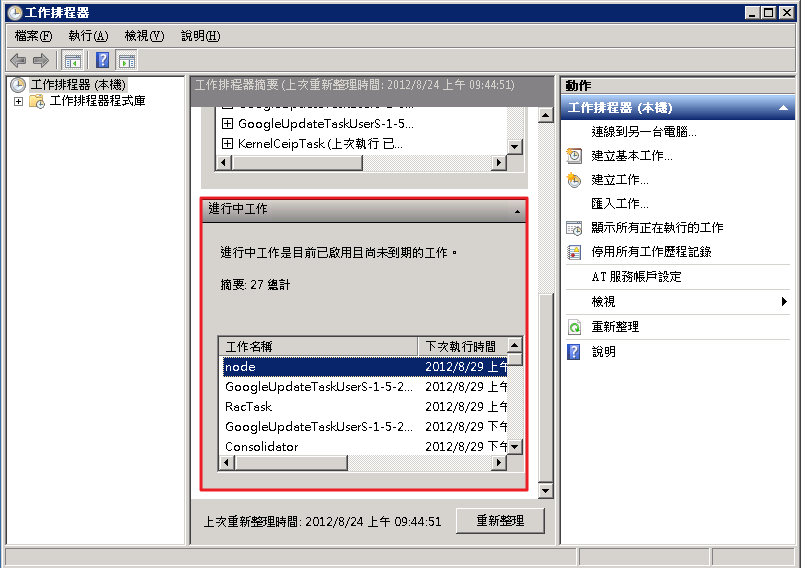 工作排程器
檔案(F) 執行(A) 檢視(V) 說明(H)
工作排程器 (本機)
工作排程器程式庫
工作排程器摘要 (上次重新整理時間: 2012/8/24 上午 09:44:51)
GoogleUpdateTaskUserS-1-5...
KernelCeipTask (上次執行 已...
進行中工作
進行中工作是目前已啟用且尚未到期的工作。
摘要: 27 總計
工作名稱 下次執行時間
node 2012/8/29 上午
GoogleUpdateTaskUserS-1-5-2... 2012/8/29 上午
RacTask 2012/8/29 上午
GoogleUpdateTaskUserS-1-5-2... 2012/8/29 下午
Consolidator 2012/8/29 下午
上次重新整理時間: 2012/8/24 上午 09:44:51
重新整理
動作
工作排程器 (本機)
連線到另一台電腦...
建立基本工作...
建立工作...
匯入工作...
顯示所有正在執行的工作
停用所有工作歷程記錄
AT 服務帳戶設定
檢視
重新整理
說明